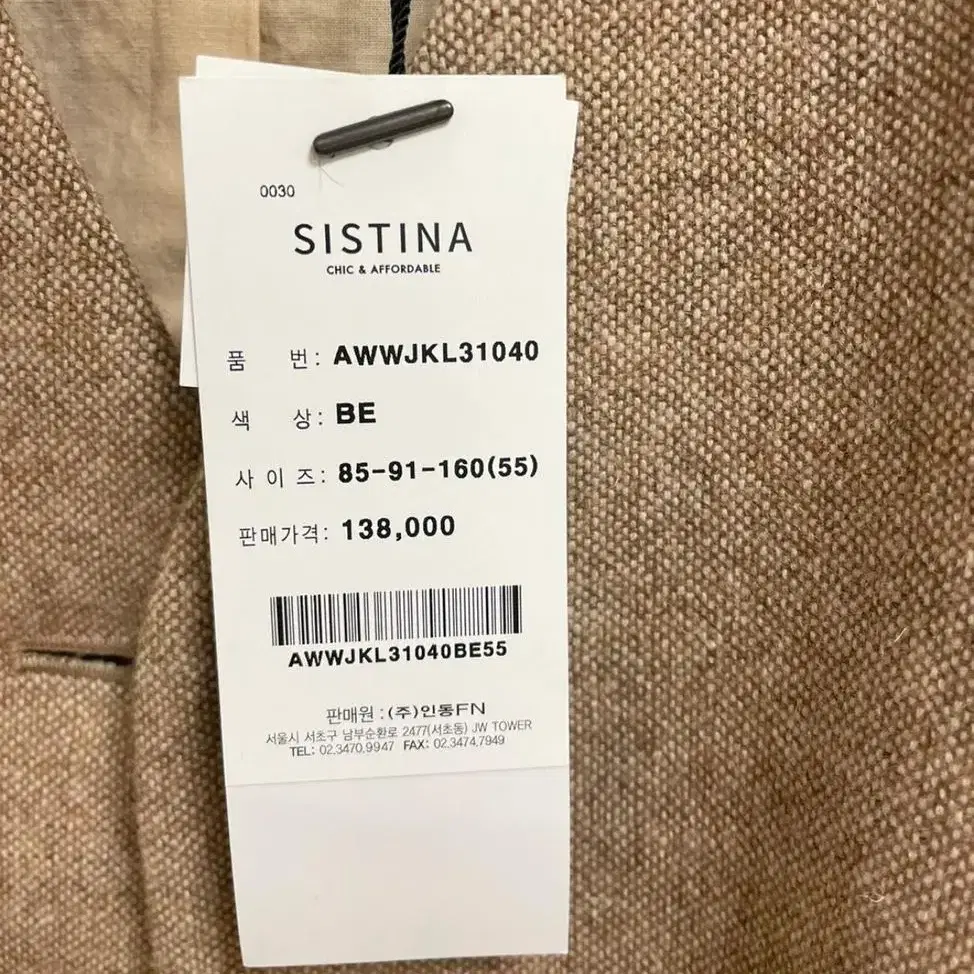 0030
SISTINA
CHIC & AFFORDABLE
품 번: AWWJKL31040
색 상: BE
사 이 즈: 85-91-160(55)
판매가격: 138,000
AWWJKL31040BE55
판매원 : (주)인동FN
서울시 서초구 남부순환로 2477(서초동) JW TOWER
TEL: 02.3470.9947 FAX: 02.3474.7949